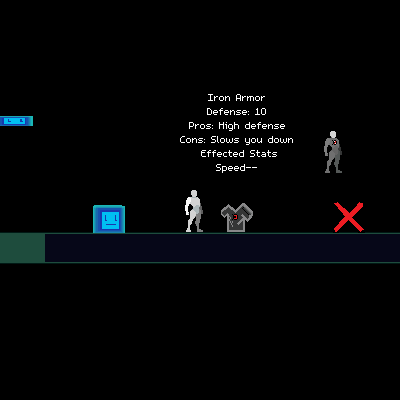 Iron Armor
Defense: 10
Pros: High defense
Cons: Slows you down
Effected Stats
Speed--